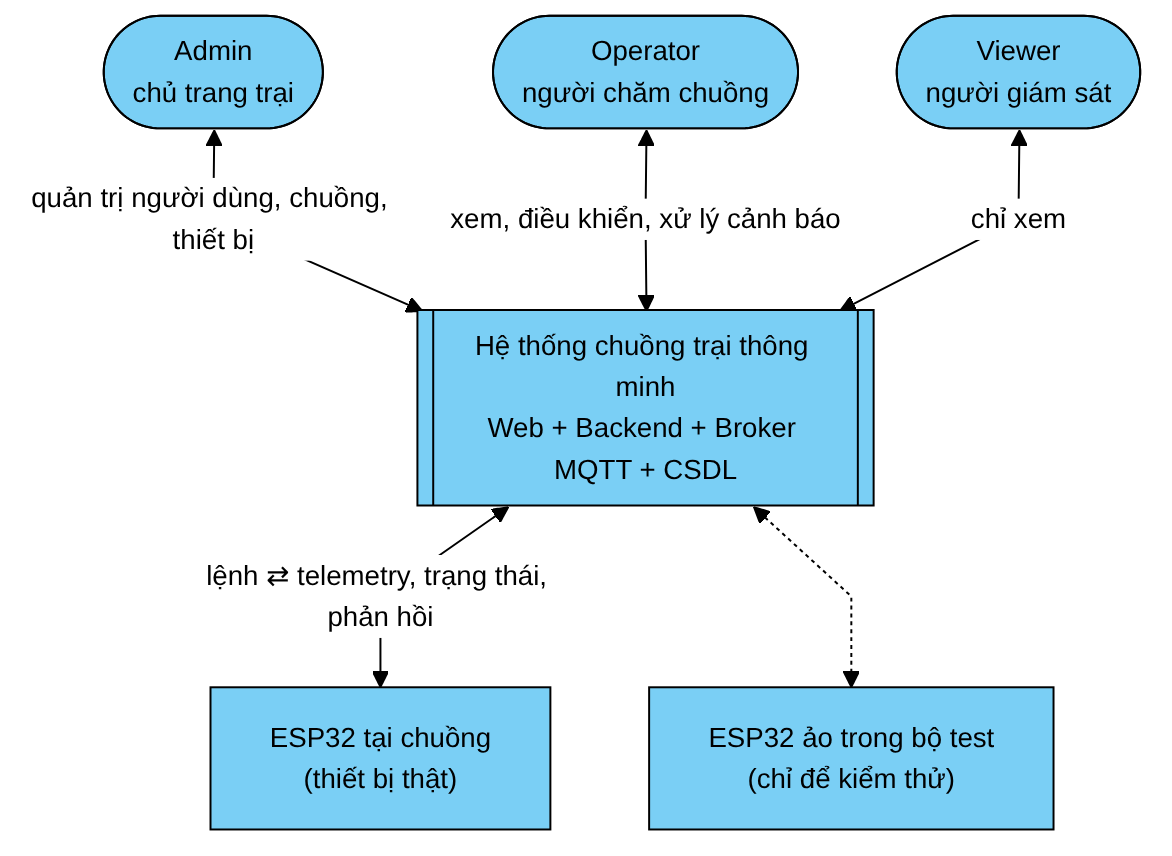 Admin
chủ trang trại
Operator
người chăm chuồng
Viewer
người giám sát
quản trị người dùng, chuồng,
thiết bị
xem, điều khiển, xử lý cảnh báo
chỉ xem
Hệ thống chuồng trại thông
minh
Web + Backend + Broker
MQTT + CSDL
lệnh ⇄ telemetry, trạng thái,
phản hồi
ESP32 tại chuồng
(thiết bị thật)
ESP32 ảo trong bộ test
(chỉ để kiểm thử)